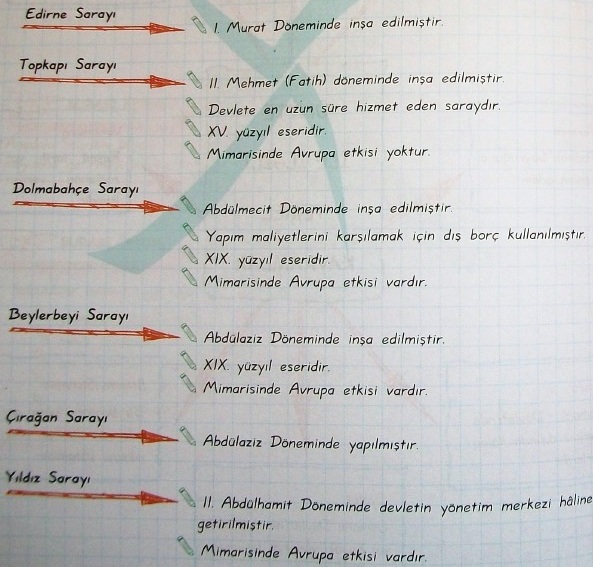 Edirne Sarayı
I. Murat Döneminde inşa edilmiştir.
Topkapı Sarayı
II. Mehmet (Fatih) döneminde inşa edilmiştir.
Devlete en uzun süre hizmet eden saraydır.
XV. yüzyıl eseridir.
Mimarisinde Avrupa etkisi yoktur.
Dolmabahçe Sarayı
Abdülmecit Döneminde inşa edilmiştir.
Yapım maliyetlerini karşılamak için dış borç kullanılmıştır.
XIX. yüzyıl eseridir.
Mimarisinde Avrupa etkisi vardır.
Beylerbeyi Sarayı
Abdülaziz Döneminde inşa edilmiştir.
XIX. yüzyıl eseridir.
Mimarisinde Avrupa etkisi vardır.
Çırağan Sarayı
Abdülaziz Döneminde yapılmıştır.
Yıldız Sarayı
II. Abdülhamit Döneminde devletin yönetim merkezi hâline
getirilmiştir.
Mimarisinde Avrupa etkisi vardır.